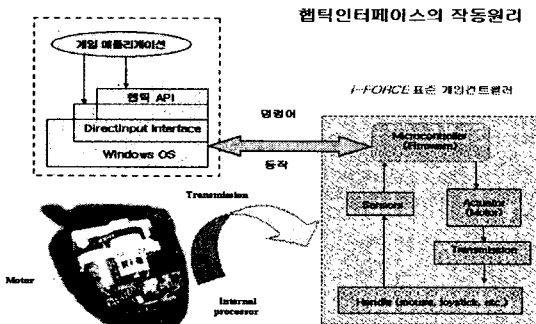 햅틱인터페이스의 작동원리
게임 애플리케이션
햅틱 API
DirectInput Interface
Windows OS
명령어
동작
i-FORCE 표준 게임컨트롤러
Microcontroller
(Firmware)
Sensors
Actuator
(Motor)
Transmission
Handle (mouse, joystick, etc.)
Transmission
Motor
Internal
processor